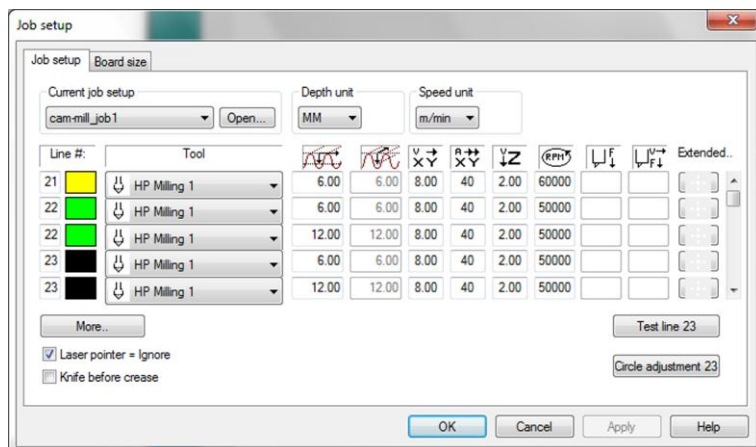 Job setup
Job setup Board size
Current job setup Depth unit Speed unit
cam-mill_job1 Open... MM m/min
Line #: Tool V XY A XY VZ RPM F V F Extended..
21 HP Milling 1 6.00 6.00 8.00 40 2.00 60000
22 HP Milling 1 6.00 6.00 8.00 40 2.00 50000
22 HP Milling 1 12.00 12.00 8.00 40 2.00 50000
23 HP Milling 1 6.00 6.00 8.00 40 2.00 50000
23 HP Milling 1 12.00 12.00 8.00 40 2.00 50000
More.. Test line 23
Laser pointer = Ignore
Knife before crease Circle adjustment 23
OK Cancel Apply Help